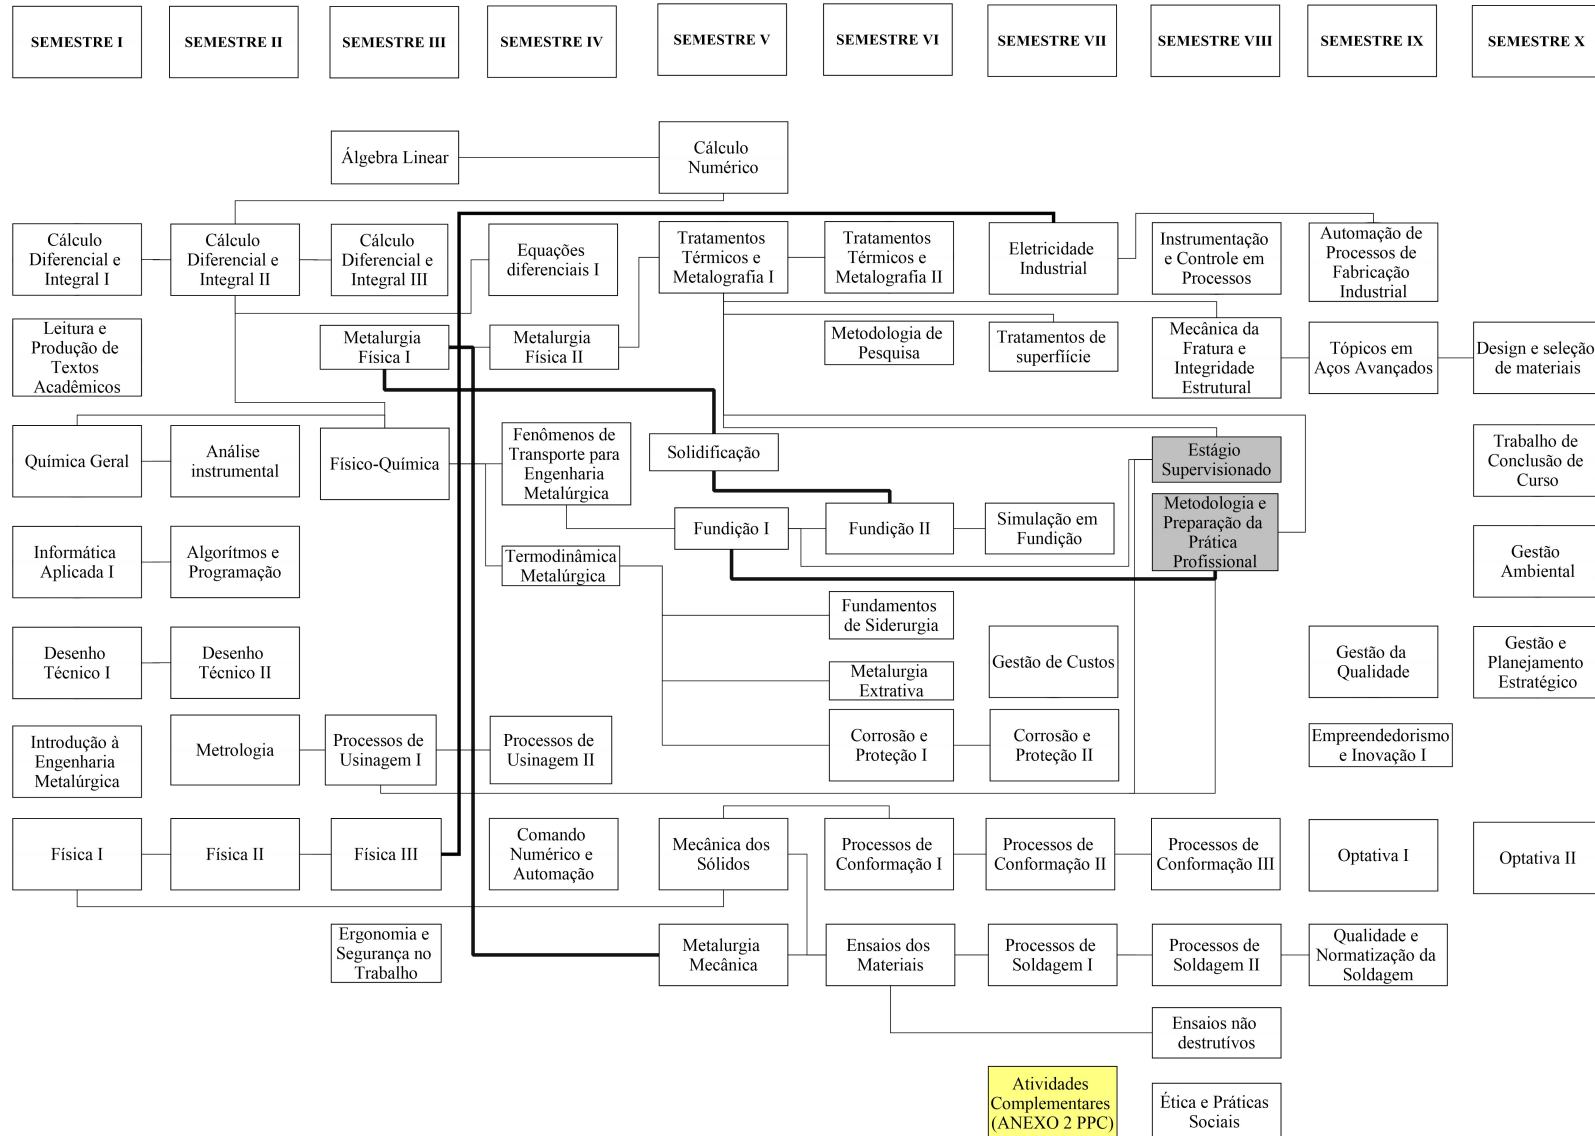 SEMESTRE I
SEMESTRE II
SEMESTRE III
SEMESTRE IV
SEMESTRE V
SEMESTRE VI
SEMESTRE VII
SEMESTRE VIII
SEMESTRE IX
SEMESTRE X
Álgebra Linear
Cálculo
Numérico
Cálculo
Diferencial e
Integral I
Cálculo
Diferencial e
Integral II
Cálculo
Diferencial e
Integral III
Equações
diferenciais I
Tratamentos
Térmicos e
Metalografia I
Tratamentos
Térmicos e
Metalografia II
Eletricidade
Industrial
Instrumentação
e Controle em
Processos
Automação de
Processos de
Fabricação
Industrial
Leitura e
Produção de
Textos
Acadêmicos
Metalurgia
Física I
Metalurgia
Física II
Metodologia de
Pesquisa
Tratamentos de
superfíície
Mecânica da
Fratura e
Integridade
Estrutural
Tópicos em
Aços Avançados
Design e seleção
de materiais
Química Geral
Análise
instrumental
Físico-Química
Fenômenos de
Transporte para
Engenharia
Metalúrgica
Solidificação
Estágio
Supervisionado
Trabalho de
Conclusão de
Curso
Fundição I
Fundição II
Simulação em
Fundição
Metodologia e
Preparação da
Prática
Profissional
Informática
Aplicada I
Algorítmos e
Programação
Termodinâmica
Metalúrgica
Gestão
Ambiental
Fundamentos
de Siderurgia
Desenho
Técnico I
Desenho
Técnico II
Metalurgia
Extrativa
Gestão de Custos
Gestão da
Qualidade
Gestão e
Planejamento
Estratégico
Introdução à
Engenharia
Metalúrgica
Metrologia
Processos de
Usinagem I
Processos de
Usinagem II
Corrosão e
Proteção I
Corrosão e
Proteção II
Empreendedorismo
e Inovação I
Física I
Física II
Física III
Comando
Numérico e
Automação
Mecânica dos
Sólidos
Processos de
Conformação I
Processos de
Conformação II
Processos de
Conformação III
Optativa I
Optativa II
Ergonomia e
Segurança no
Trabalho
Metalurgia
Mecânica
Ensaios dos
Materiais
Processos de
Soldagem I
Processos de
Soldagem II
Qualidade e
Normatização da
Soldagem
Ensaios não
destrutívos
Atividades
Complementares
(ANEXO 2 PPC)
Ética e Práticas
Sociais